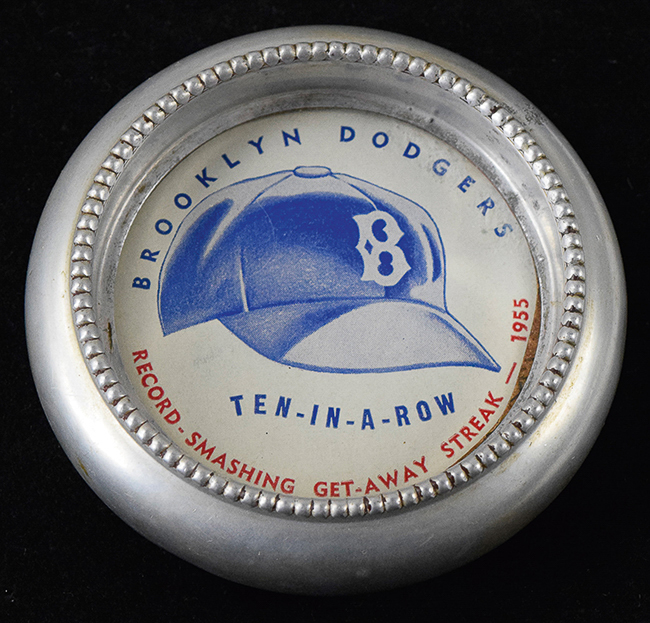 BROOKLYN DODGERS
B
TEN-IN-A-ROW
RECORD-SMASHING GET-AWAY STREAK — 1955